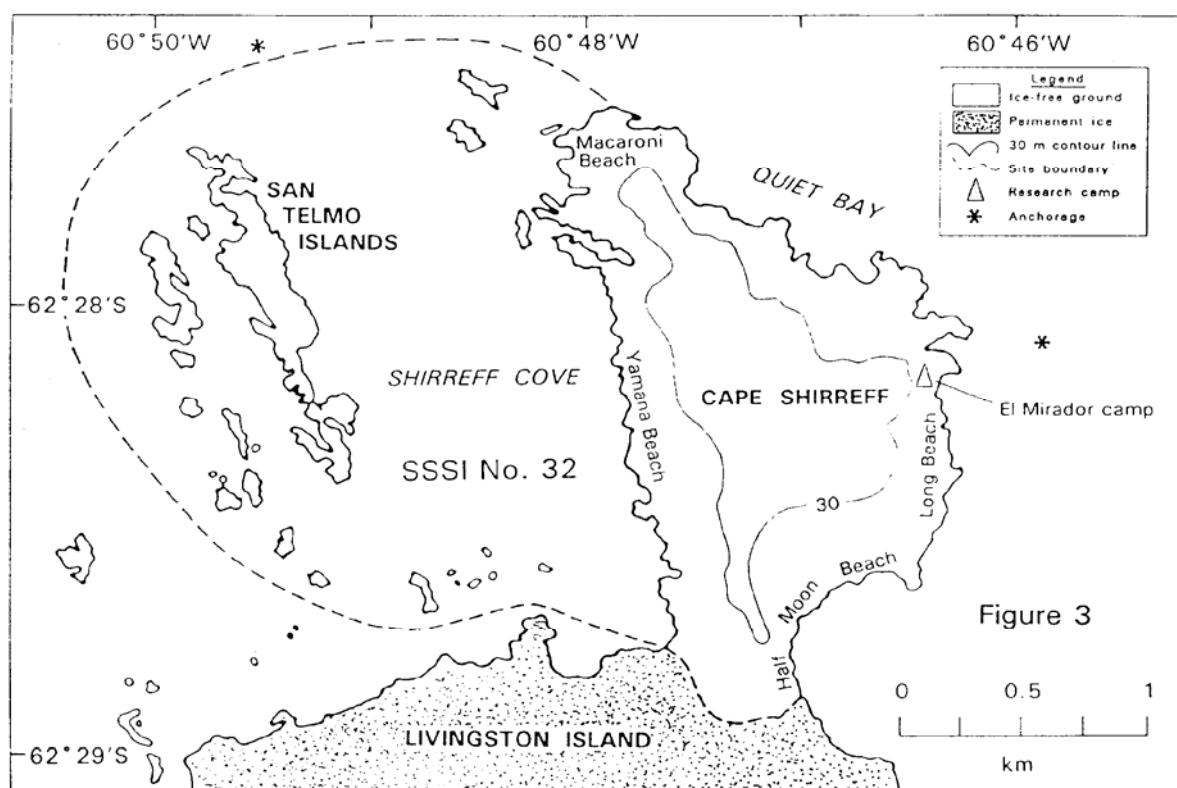 60°50'W
60°48'W
60°46'W
Legend
Ice-free ground
Permanent ice
30 m contour line
Site boundary
Research camp
Anchorage
Macaroni
Beach
QUIET BAY
SAN
TELMO
ISLANDS
62°28'S
SHIRREFF COVE
Yamana Beach
CAPE SHIRREFF
El Mirador camp
Long Beach
SSSI No. 32
30
Half Moon Beach
Figure 3
0 0.5 1
km
LIVINGSTON ISLAND
62°29'S